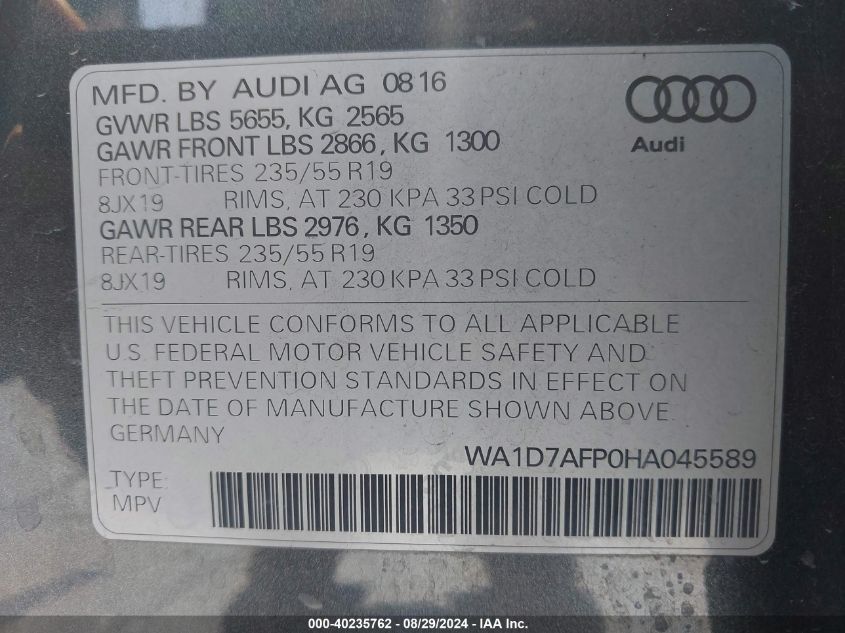 MFD. BY AUDI AG 08 16
GVWR LBS 5655, KG 2565
GAWR FRONT LBS 2866, KG 1300
FRONT-TIRES 235/55 R19
8JX19 RIMS, AT 230 KPA 33 PSI COLD
GAWR REAR LBS 2976, KG 1350
REAR-TIRES 235/55 R19
8JX19 RIMS, AT 230 KPA 33 PSI COLD
Audi
THIS VEHICLE CONFORMS TO ALL APPLICABLE
U.S. FEDERAL MOTOR VEHICLE SAFETY AND
THEFT PREVENTION STANDARDS IN EFFECT ON
THE DATE OF MANUFACTURE SHOWN ABOVE.
GERMANY
WA1D7AFP0HA045589
TYPE:
MPV
000-40235762 - 08/29/2024 - IAA Inc.